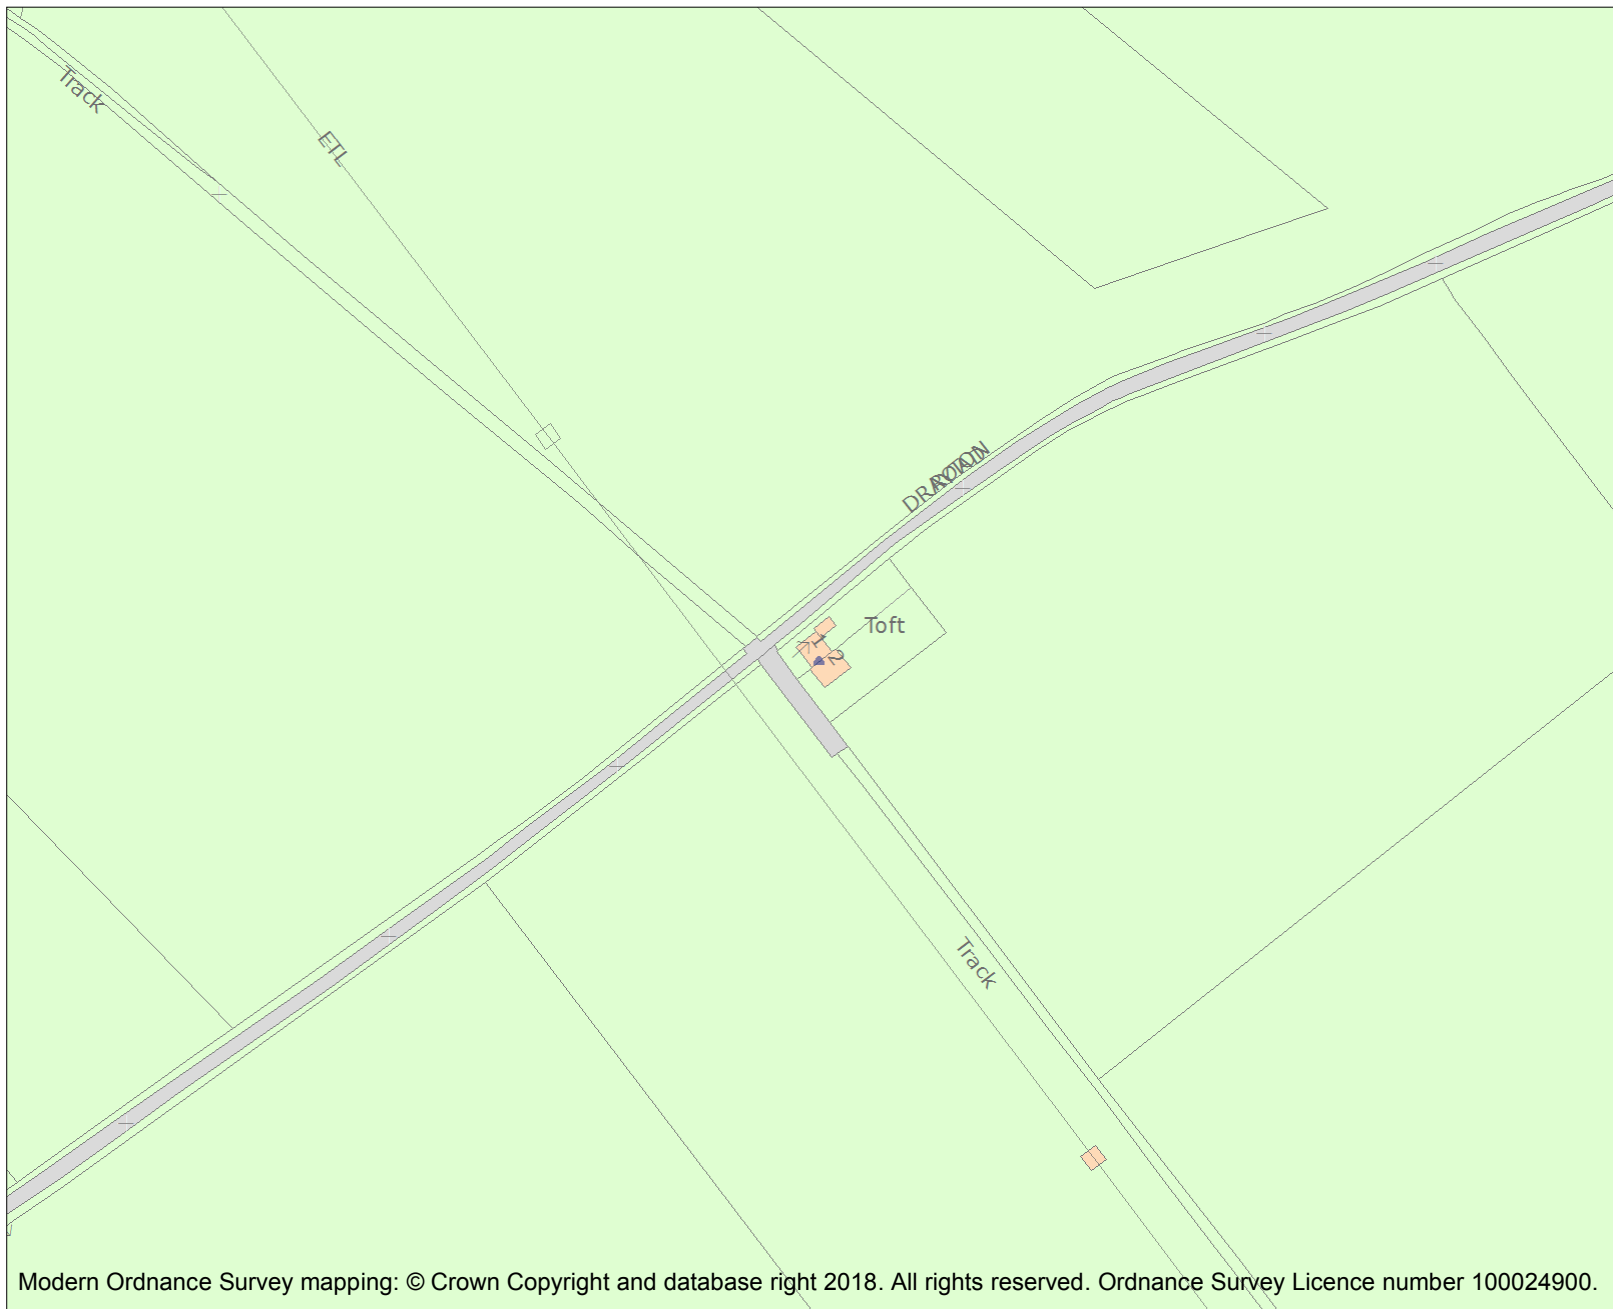 Track
ETL
DRAYTON
ROAD
Toft
1
2
Track
Modern Ordnance Survey mapping: © Crown Copyright and database right 2018. All rights reserved. Ordnance Survey Licence number 100024900.